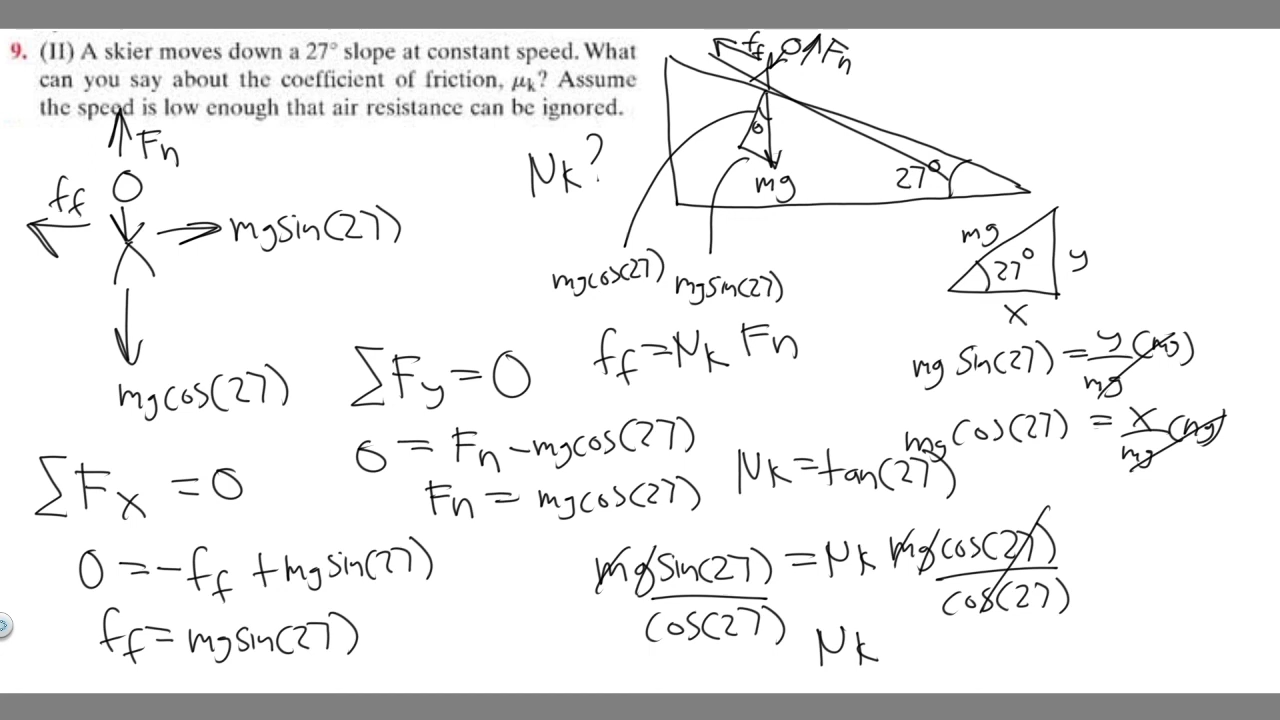 9. (II) A skier moves down a 27° slope at constant speed. What
can you say about the coefficient of friction, μk? Assume
the speed is low enough that air resistance can be ignored.
Fn
ff
mgsin(27)
mgcos(27)
μk?
ff
Fn
θ
mg
27°
mgcos(27)
mgsin(27)
mg
27°
y
x
ΣFy = 0
ff = μk Fn
mg sin(27) = y/mg (mg)
0 = Fn - mgcos(27)
mg cos(27) = x/mg (mg)
Fn = mgcos(27)
μk = tan(27)
ΣFx = 0
0 = -ff + mgsin(27)
mgsin(27)/cos(27) = μk mgcos(27)/cos(27)
ff = mgsin(27)
μk